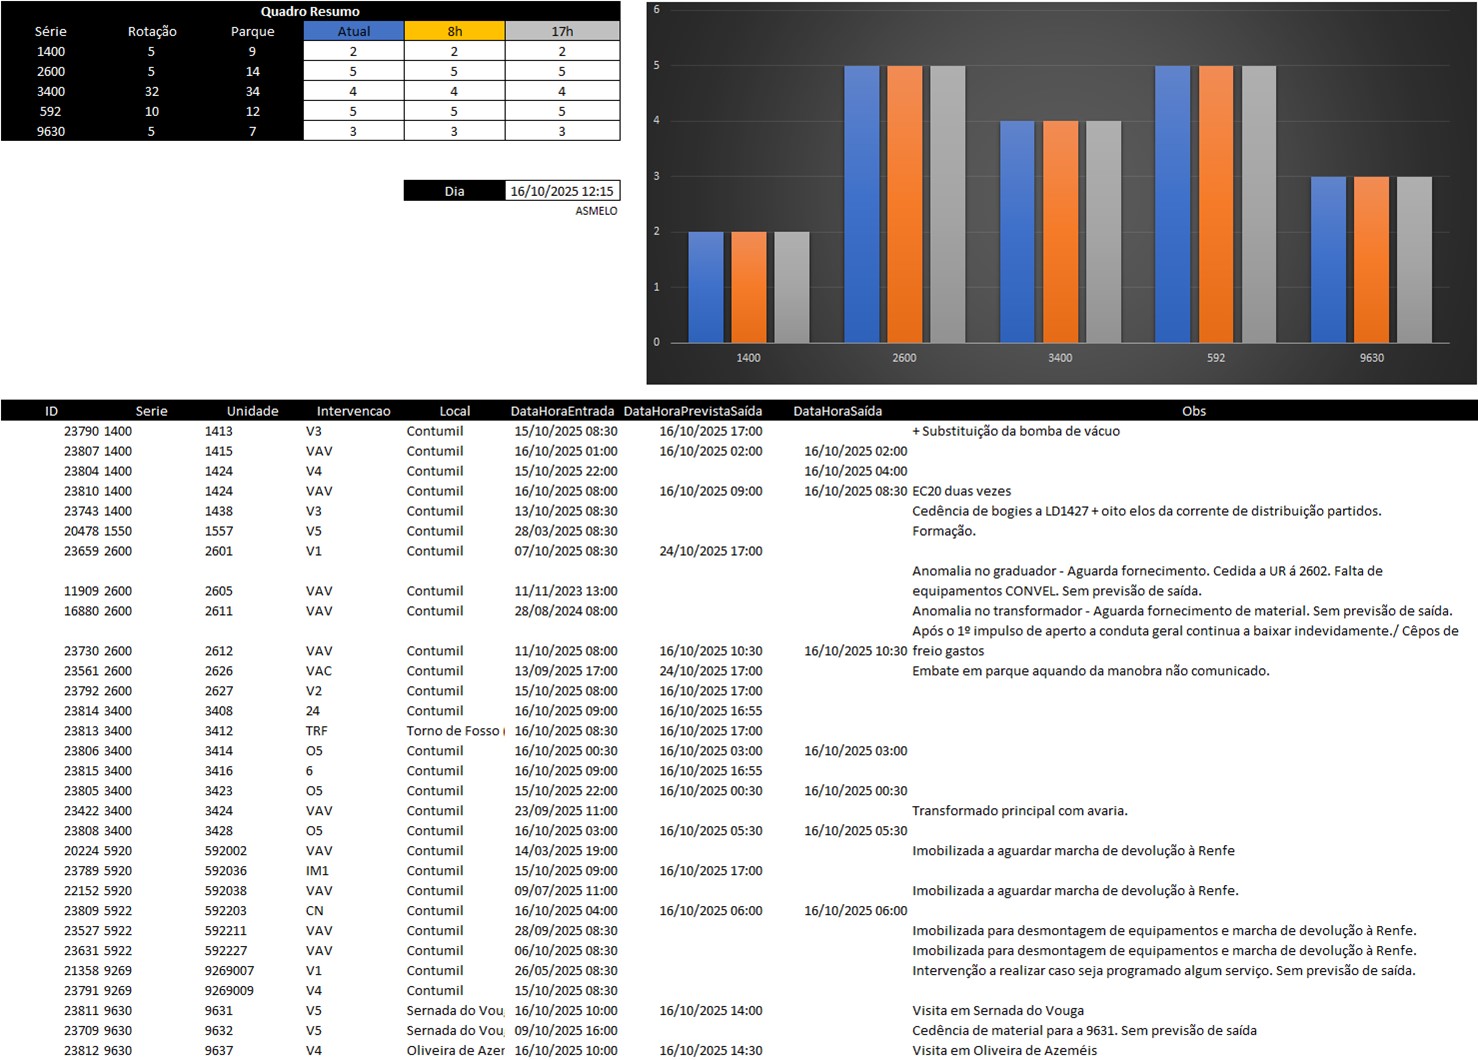 Quadro Resumo
Série Rotação Parque Atual 8h 17h
1400 5 9 2 2 2
2600 5 14 5 5 5
3400 32 34 4 4 4
592 10 12 5 5 5
9630 5 7 3 3 3
Dia 16/10/2025 12:15
ASMELO
6
5
4
3
2
1
0
1400 2600 3400 592 9630
ID Serie Unidade Intervencao Local DataHoraEntrada DataHoraPrevistaSaída DataHoraSaída Obs
23790 1400 1413 V3 Contumil 15/10/2025 08:30 16/10/2025 17:00 + Substituição da bomba de vácuo
23807 1400 1415 VAV Contumil 16/10/2025 01:00 16/10/2025 02:00 16/10/2025 02:00
23804 1400 1424 V4 Contumil 15/10/2025 22:00 16/10/2025 04:00
23810 1400 1424 VAV Contumil 16/10/2025 08:00 16/10/2025 09:00 16/10/2025 08:30 EC20 duas vezes
23743 1400 1438 V3 Contumil 13/10/2025 08:30 Cedência de bogies a LD1427 + oito elos da corrente de distribuição partidos.
20478 1550 1557 V5 Contumil 28/03/2025 08:30 Formação.
23659 2600 2601 V1 Contumil 07/10/2025 08:30 24/10/2025 17:00
Anomalia no graduador - Aguarda fornecimento. Cedida a UR á 2602. Falta de
11909 2600 2605 VAV Contumil 11/11/2023 13:00 equipamentos CONVEL. Sem previsão de saída.
16880 2600 2611 VAV Contumil 28/08/2024 08:00 Anomalia no transformador - Aguarda fornecimento de material. Sem previsão de saída.
Após o 1º impulso de aperto a conduta geral continua a baixar indevidamente./ Cêpos de
23730 2600 2612 VAV Contumil 11/10/2025 08:00 16/10/2025 10:30 16/10/2025 10:30 freio gastos
23561 2600 2626 VAC Contumil 13/09/2025 17:00 24/10/2025 17:00 Embate em parque aquando da manobra não comunicado.
23792 2600 2627 V2 Contumil 15/10/2025 08:00 16/10/2025 17:00
23814 3400 3408 24 Contumil 16/10/2025 09:00 16/10/2025 16:55
23813 3400 3412 TRF Torno de Fosso ( 16/10/2025 08:30 16/10/2025 17:00
23806 3400 3414 O5 Contumil 16/10/2025 00:30 16/10/2025 03:00 16/10/2025 03:00
23815 3400 3416 6 Contumil 16/10/2025 09:00 16/10/2025 16:55
23805 3400 3423 O5 Contumil 15/10/2025 22:00 16/10/2025 00:30 16/10/2025 00:30
23422 3400 3424 VAV Contumil 23/09/2025 11:00 Transformado principal com avaria.
23808 3400 3428 O5 Contumil 16/10/2025 03:00 16/10/2025 05:30 16/10/2025 05:30
20224 5920 592002 VAV Contumil 14/03/2025 19:00 Imobilizada a aguardar marcha de devolução à Renfe
23789 5920 592036 IM1 Contumil 15/10/2025 09:00 16/10/2025 17:00
22152 5920 592038 VAV Contumil 09/07/2025 11:00 Imobilizada a aguardar marcha de devolução à Renfe.
23809 5922 592203 CN Contumil 16/10/2025 04:00 16/10/2025 06:00 16/10/2025 06:00
23527 5922 592211 VAV Contumil 28/09/2025 08:30 Imobilizada para desmontagem de equipamentos e marcha de devolução à Renfe.
23631 5922 592227 VAV Contumil 06/10/2025 08:30 Imobilizada para desmontagem de equipamentos e marcha de devolução à Renfe.
21358 9269 9269007 V1 Contumil 26/05/2025 08:30 Intervenção a realizar caso seja programado algum serviço. Sem previsão de saída.
23791 9269 9269009 V4 Contumil 15/10/2025 08:30
23811 9630 9631 V5 Sernada do Vou 16/10/2025 10:00 16/10/2025 14:00 Visita em Sernada do Vouga
23709 9630 9632 V5 Sernada do Vou 09/10/2025 16:00 Cedência de material para a 9631. Sem previsão de saída
23812 9630 9637 V4 Oliveira de Azer 16/10/2025 10:00 16/10/2025 14:30 Visita em Oliveira de Azeméis